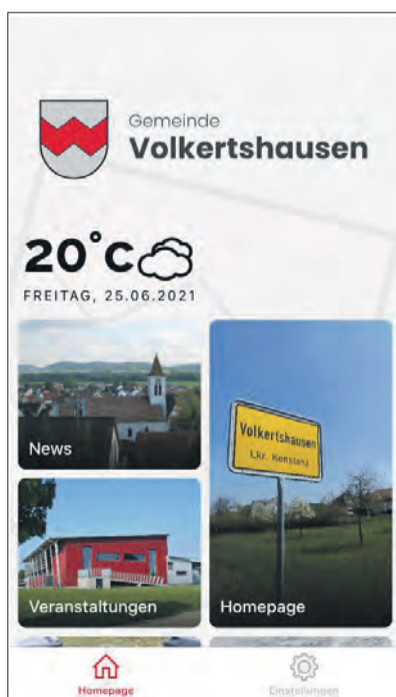 Gemeinde
Volkertshausen
20°C
FREITAG, 25.06.2021
News
Volkertshausen
Lkr. Konstanz
Veranstaltungen
Homepage
Homepage
Einstellungen